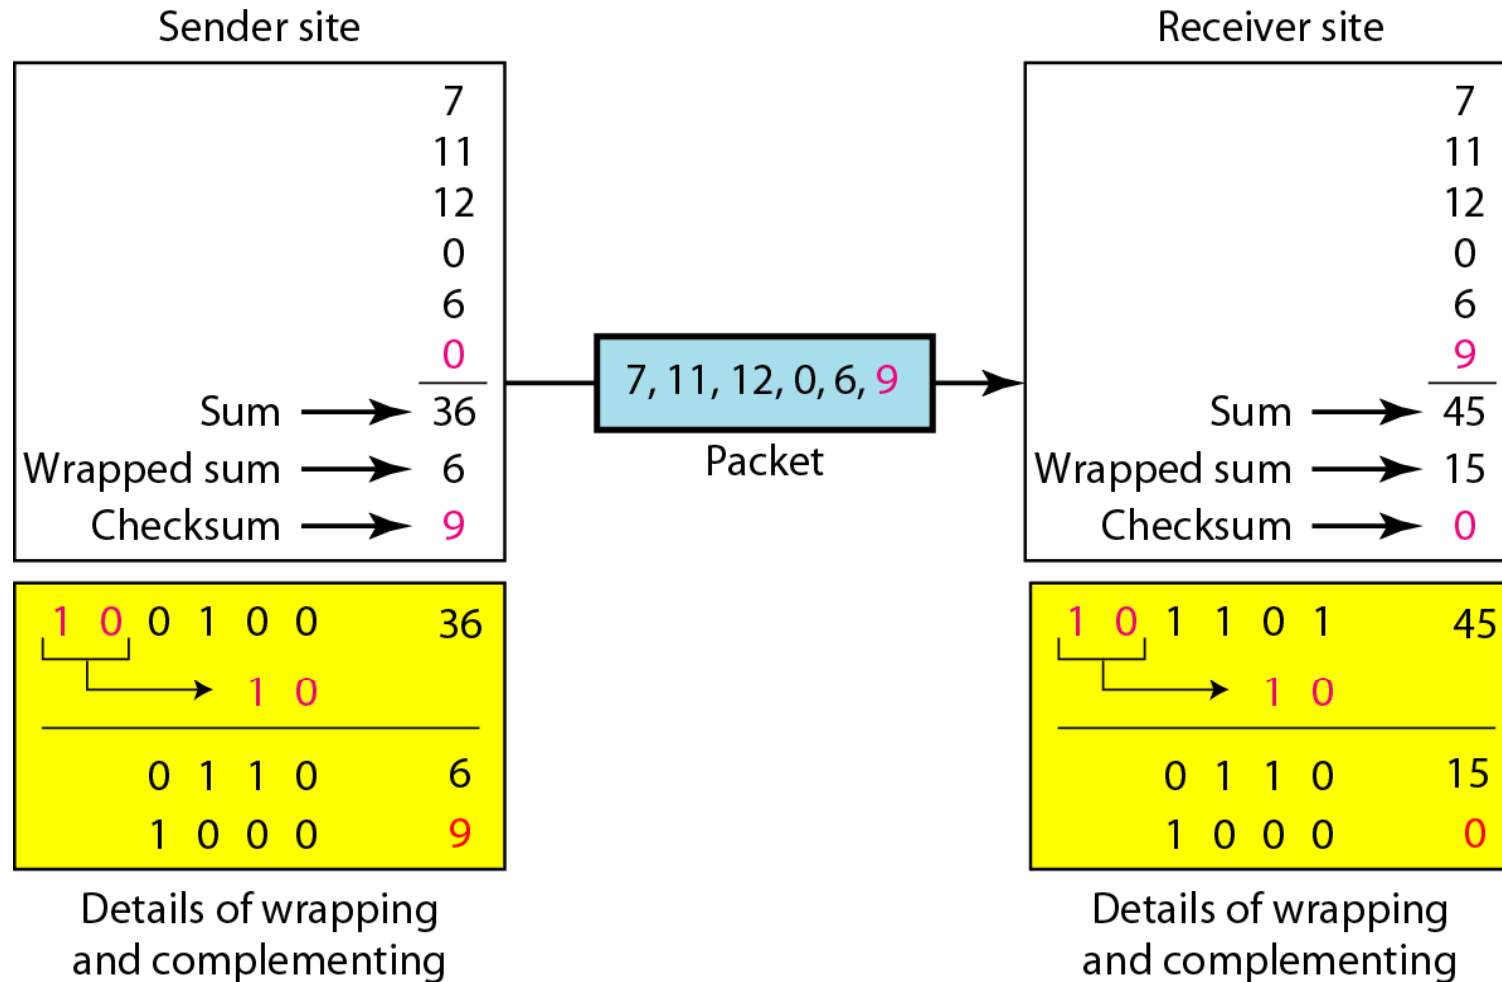 Sender site
7
11
12
0
6
0
Sum 36
Wrapped sum 6
Checksum 9
7, 11, 12, 0, 6, 9
Packet
Receiver site
7
11
12
0
6
9
Sum 45
Wrapped sum 15
Checksum 0
1 0 0 1 0 0 36
1 0
0 1 1 0 6
1 0 0 0 9
Details of wrapping
and complementing
1 0 1 1 0 1 45
1 0
0 1 1 0 15
1 0 0 0 0
Details of wrapping
and complementing